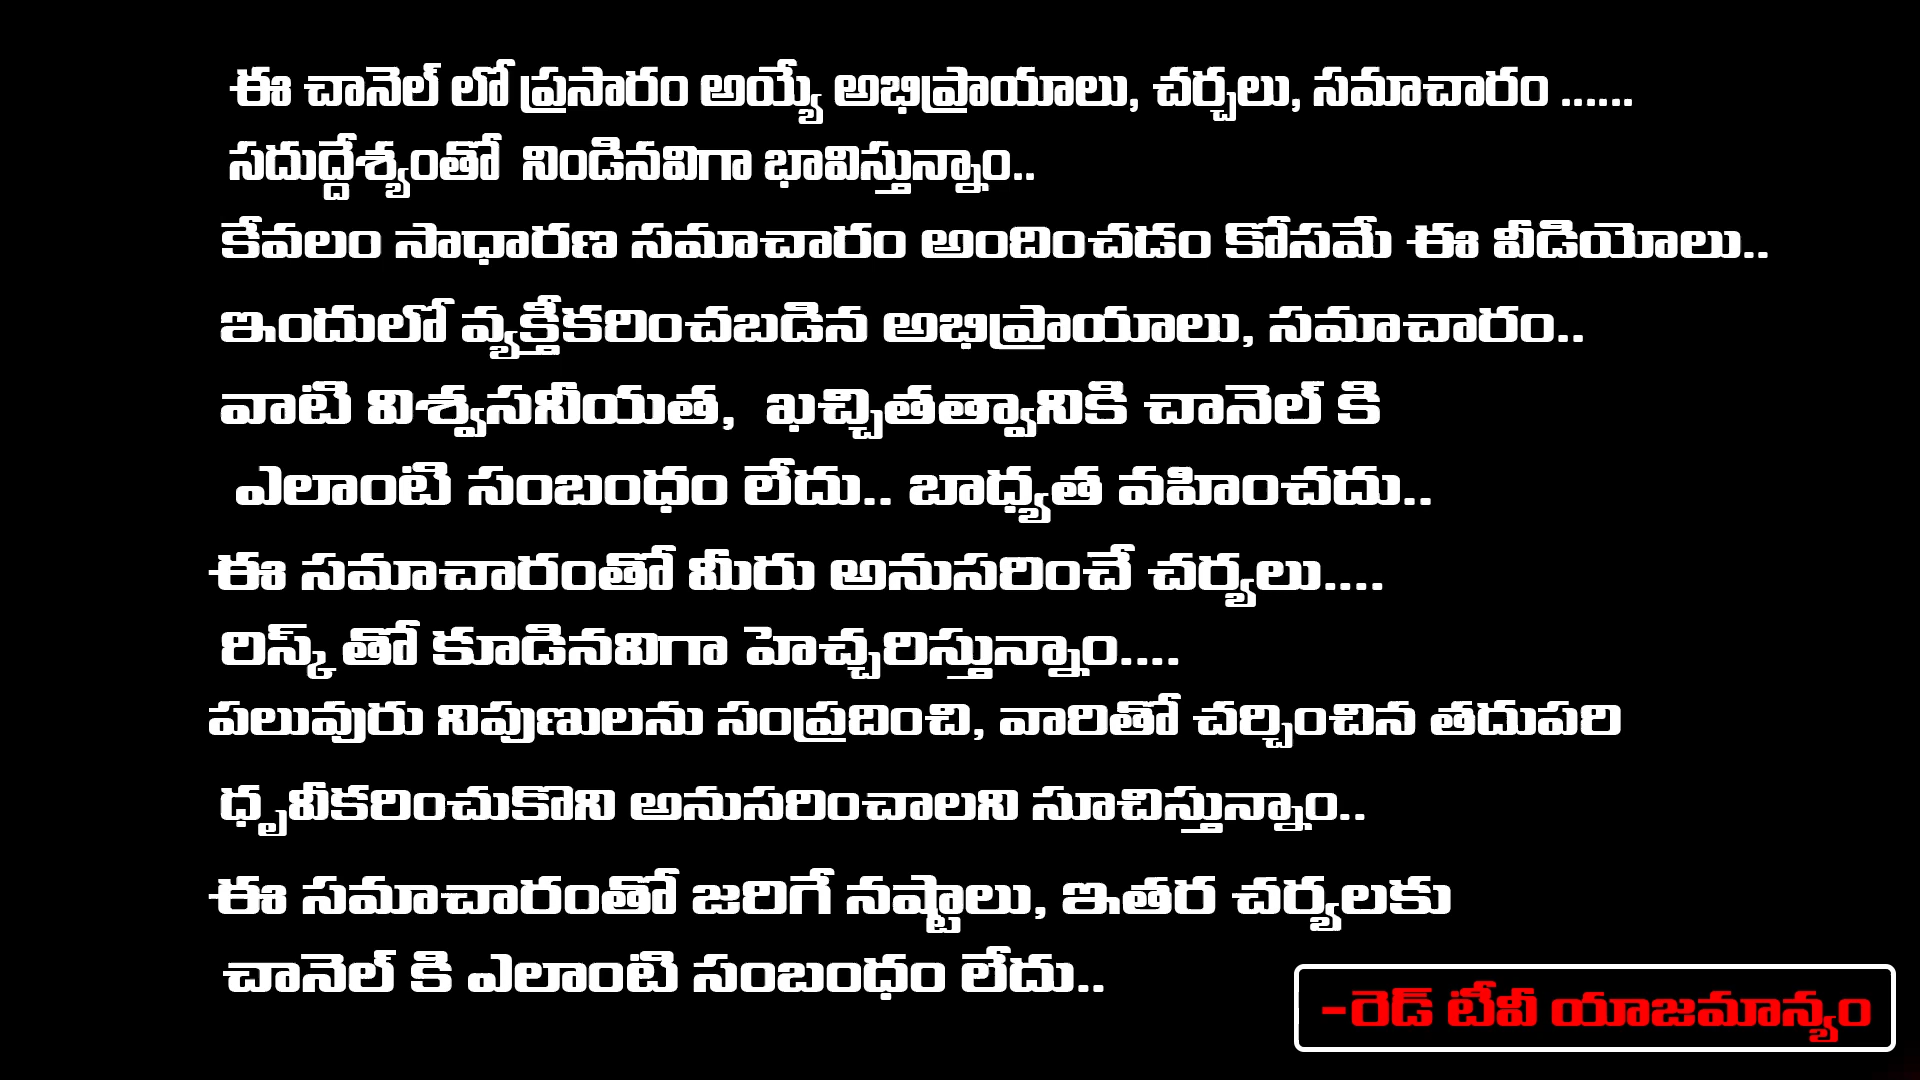 ఈ చానెల్ లో ప్రసారం అయ్యే అభిప్రాయాలు, చర్చలు, సమాచారం ......
సదుద్దేశ్యంతో నిండినవిగా భావిస్తున్నాం..
కేవలం సాధారణ సమాచారం అందించడం కోసమే ఈ వీడియోలు..
ఇందులో వ్యక్తీకరించబడిన అభిప్రాయాలు, సమాచారం..
వాటి విశ్వసనీయత, ఖచ్చితత్వానికి చానెల్ కి
ఎలాంటి సంబంధం లేదు.. బాధ్యత వహించదు..
ఈ సమాచారంతో మీరు అనుసరించే చర్యలు....
రిస్క్ తో కూడినవిగా హెచ్చరిస్తున్నాం....
పలువురు నిపుణులను సంప్రదించి, వారితో చర్చించిన తదుపరి
ధృవీకరించుకొని అనుసరించాలని సూచిస్తున్నాం..
ఈ సమాచారంతో జరిగే నష్టాలు, ఇతర చర్యలకు
చానెల్ కి ఎలాంటి సంబంధం లేదు..
-రెడ్ టీవీ యాజమాన్యం